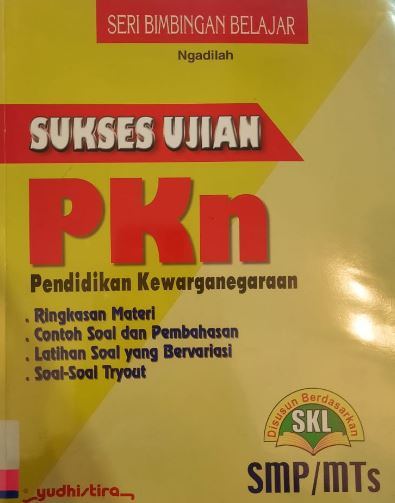 SERI BIMBINGAN BELAJAR
Ngadilah
SUKSES UJIAN
PKn
Pendidikan Kewarganegaraan
. Ringkasan Materi
. Contoh Soal dan Pembahasan
. Latihan Soal yang Bervariasi
. Soal-Soal Tryout
Disusun Berdasarkan
SKL
SMP/MTs
yudhistira